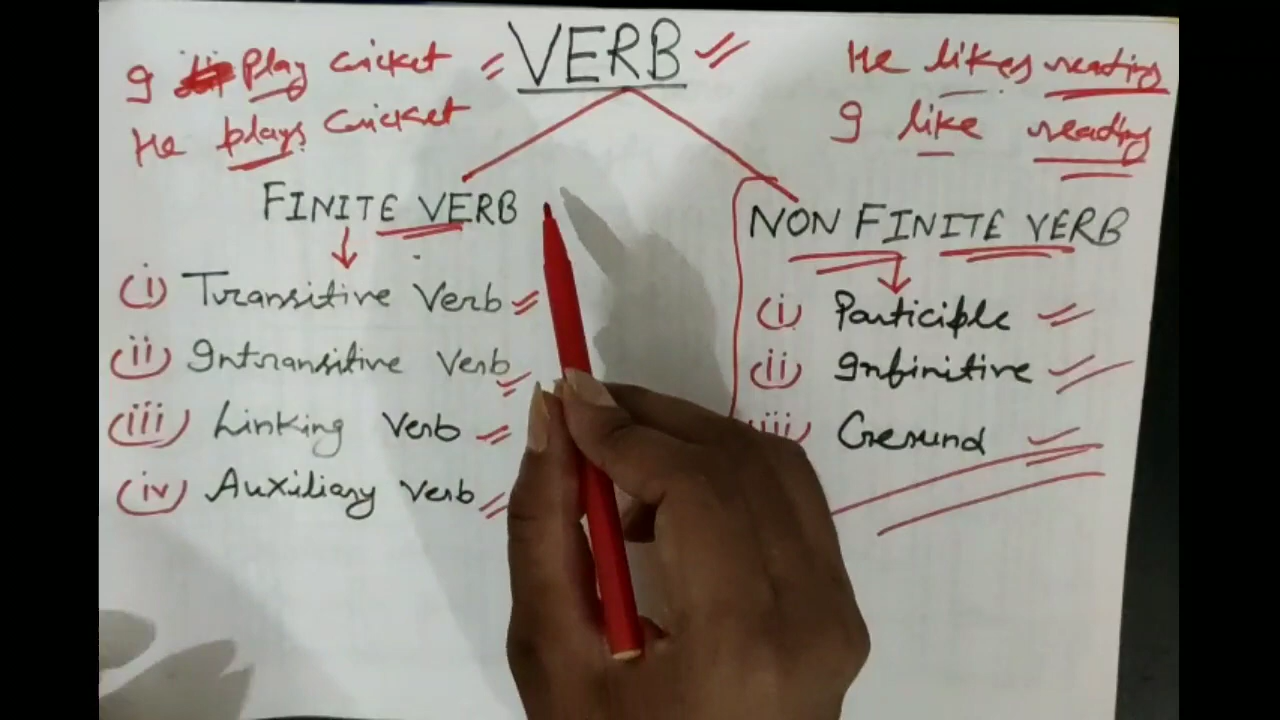 VERB
I play cricket
He plays cricket
He likes reading
I like reading
FINITE VERB
(i) Transitive Verb
(ii) Intransitive Verb
(iii) Linking Verb
(iv) Auxiliary Verb
NON FINITE VERB
(i) Participle
(ii) Infinitive
(iii) Gerund